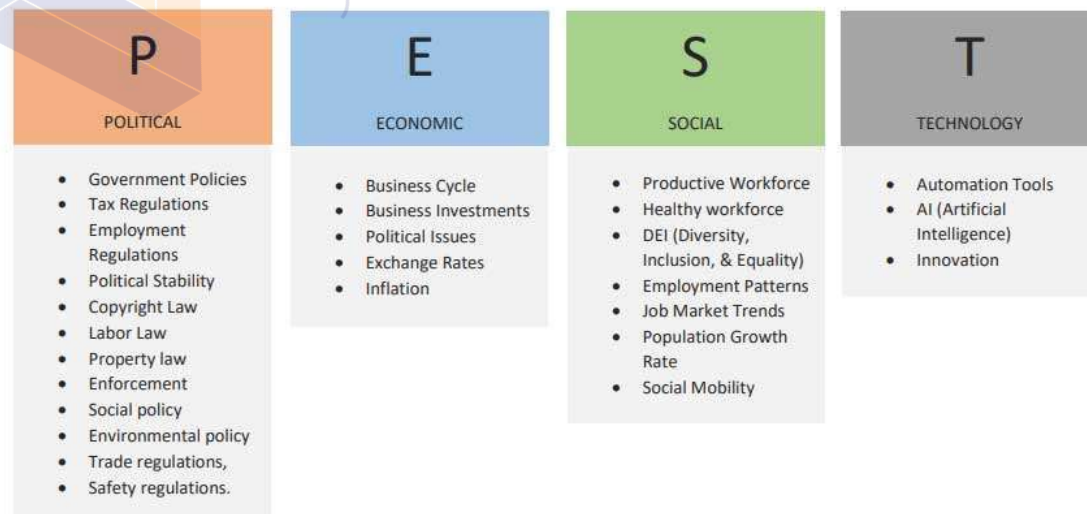 P
POLITICAL
• Government Policies
• Tax Regulations
• Employment
Regulations
• Political Stability
• Copyright Law
• Labor Law
• Property law
• Enforcement
• Social policy
• Environmental policy
• Trade regulations,
• Safety regulations.
E
ECONOMIC
• Business Cycle
• Business Investments
• Political Issues
• Exchange Rates
• Inflation
S
SOCIAL
• Productive Workforce
• Healthy workforce
• DEI (Diversity,
Inclusion, & Equality)
• Employment Patterns
• Job Market Trends
• Population Growth
Rate
• Social Mobility
T
TECHNOLOGY
• Automation Tools
• AI (Artificial
Intelligence)
• Innovation